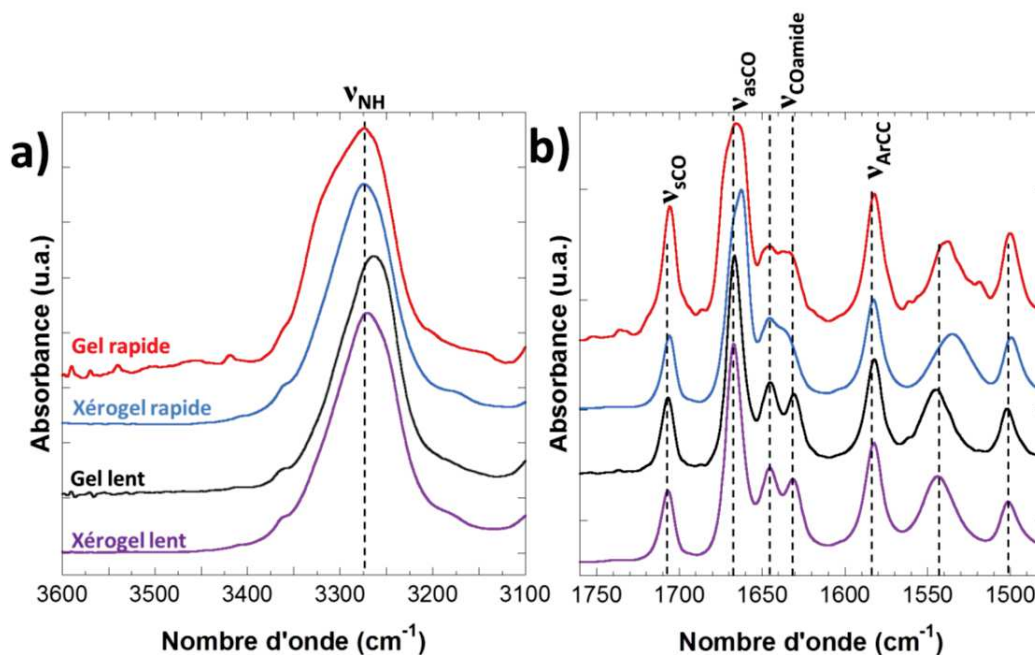 a)
ν_NH
Absorbance (u.a.)
Gel rapide
Xérogel rapide
Gel lent
Xérogel lent
3600 3500 3400 3300 3200 3100
Nombre d'onde (cm⁻¹)
b)
ν_sCO
ν_asCO
ν_COamide
ν_ArCC
Absorbance (u.a.)
1750 1700 1650 1600 1550 1500
Nombre d'onde (cm⁻¹)